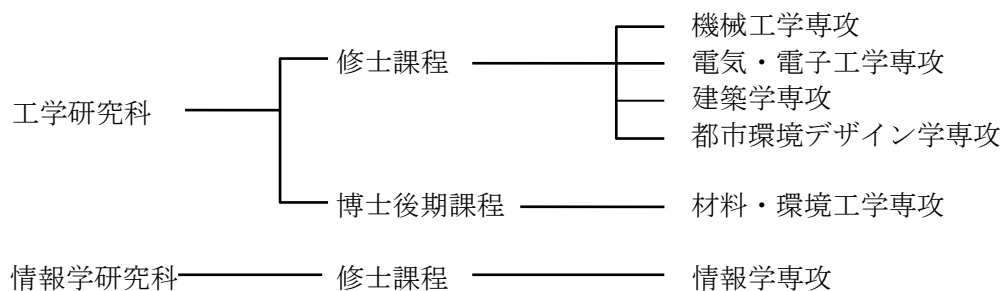 機械工学専攻
修士課程
電気・電子工学専攻
工学研究科
建築学専攻
都市環境デザイン学専攻
博士後期課程
材料・環境工学専攻
情報学研究科
修士課程
情報学専攻